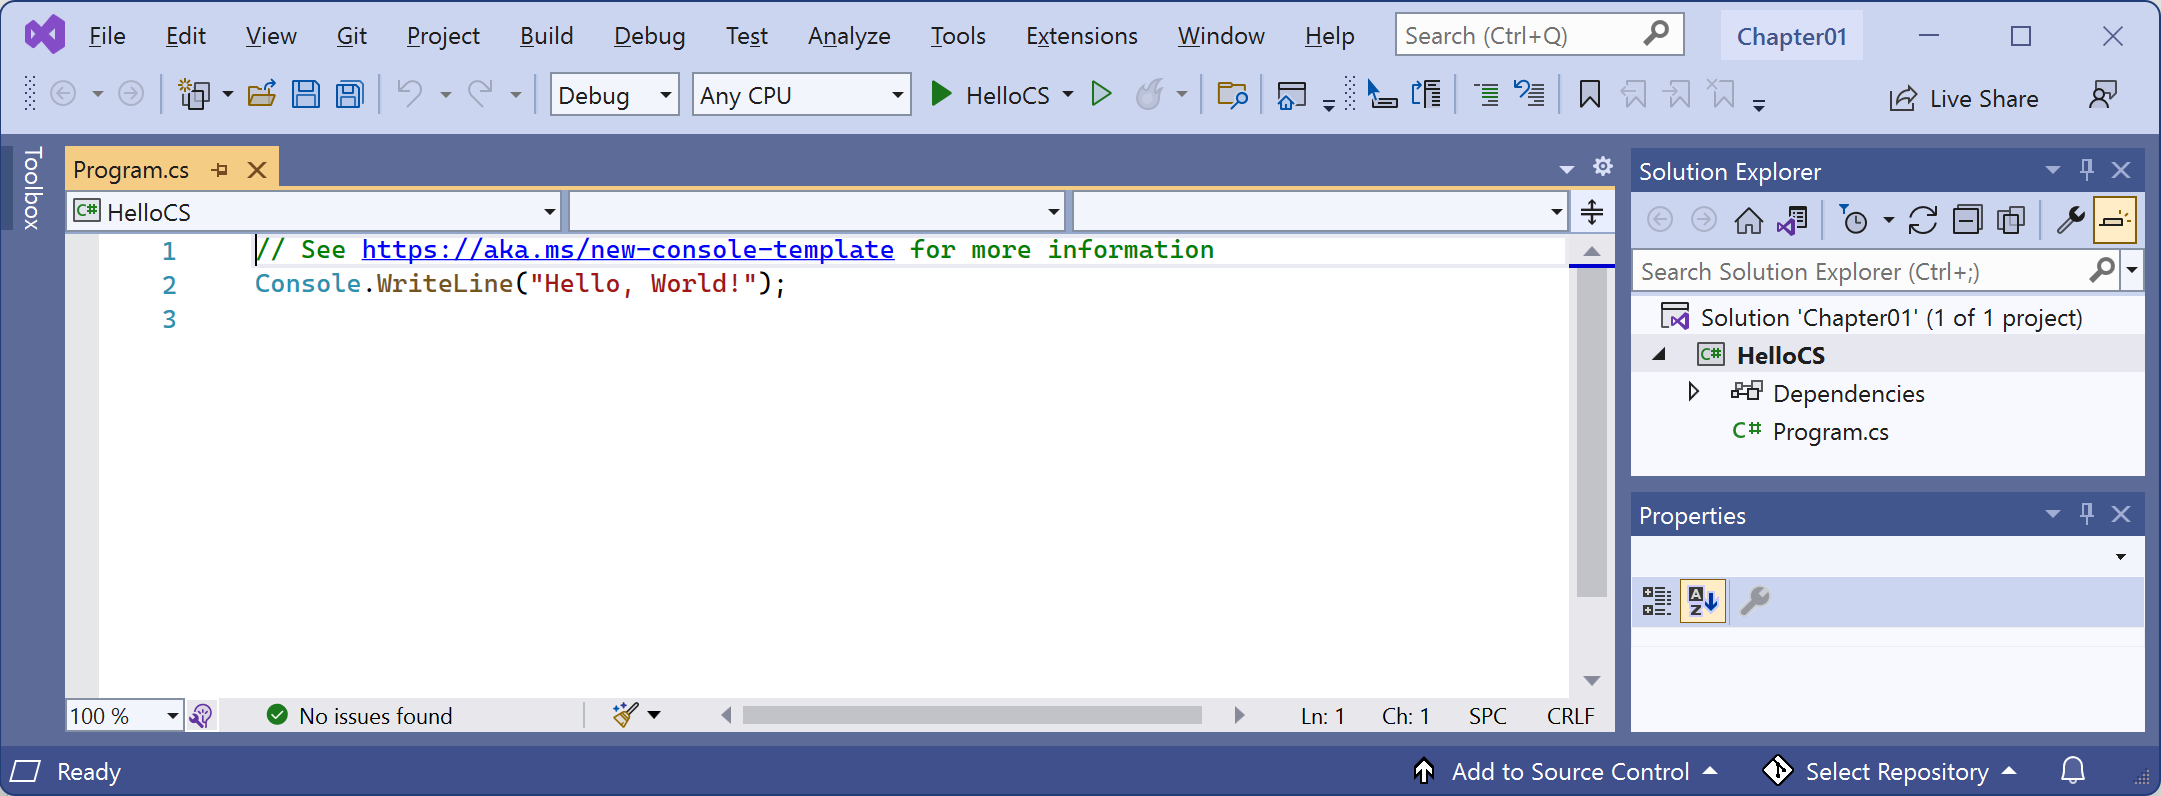 File Edit View Git Project Build Debug Test Analyze Tools Extensions Window Help Search (Ctrl+Q) Chapter01
Debug Any CPU HelloCS Live Share
Toolbox
Program.cs
HelloCS
1 // See https://aka.ms/new-console-template for more information
2 Console.WriteLine("Hello, World!");
3
100 % No issues found Ln: 1 Ch: 1 SPC CRLF
Solution Explorer
Search Solution Explorer (Ctrl+;)
Solution 'Chapter01' (1 of 1 project)
C# HelloCS
Dependencies
C# Program.cs
Properties
Ready Add to Source Control Select Repository